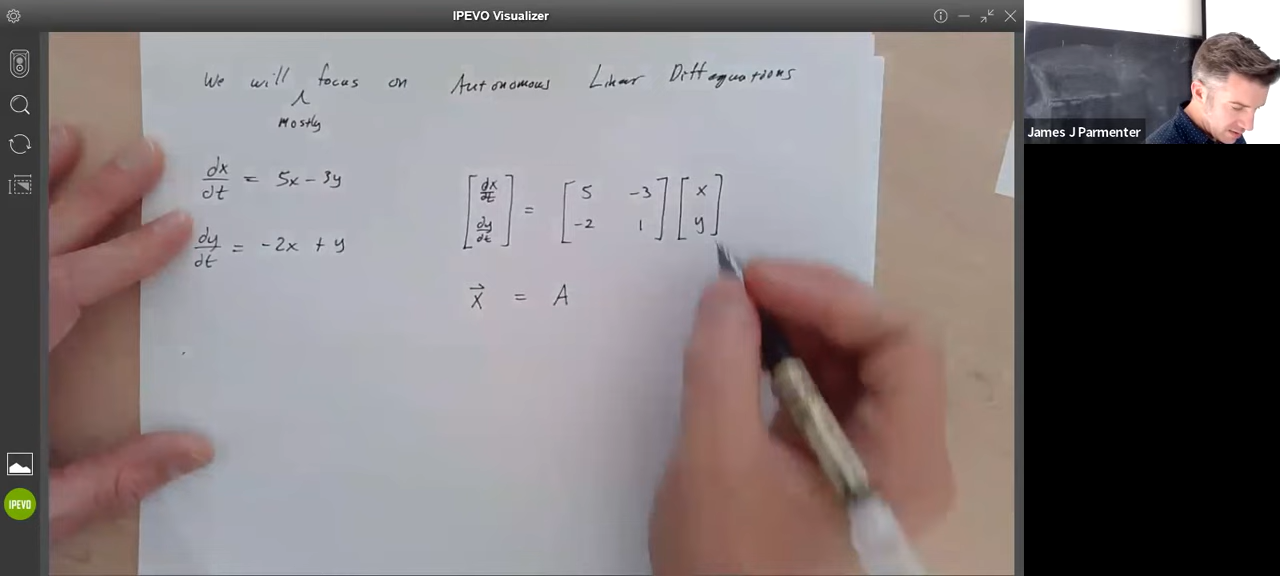 IPEVO Visualizer
James J Parmenter
We will focus on Autonomous Linear Diff equations
mostly
dx/dt = 5x - 3y
dy/dt = -2x + y
[dx/dt dy/dt] = [5 -3 -2 1] [x y]
x⃗ = A
IPEVO